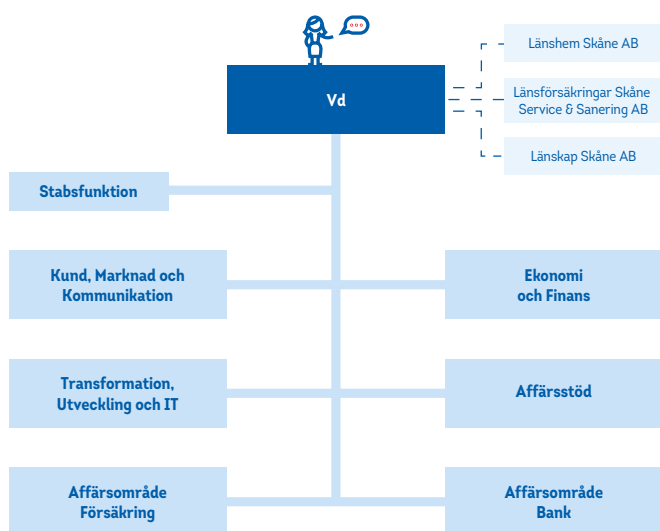 Länshem Skåne AB
Vd
Länsförsäkringar Skåne
Service & Sanering AB
Länskap Skåne AB
Stabsfunktion
Kund, Marknad och
Kommunikation
Ekonomi
och Finans
Transformation,
Utveckling och IT
Affärsstöd
Affärsområde
Försäkring
Affärsområde
Bank